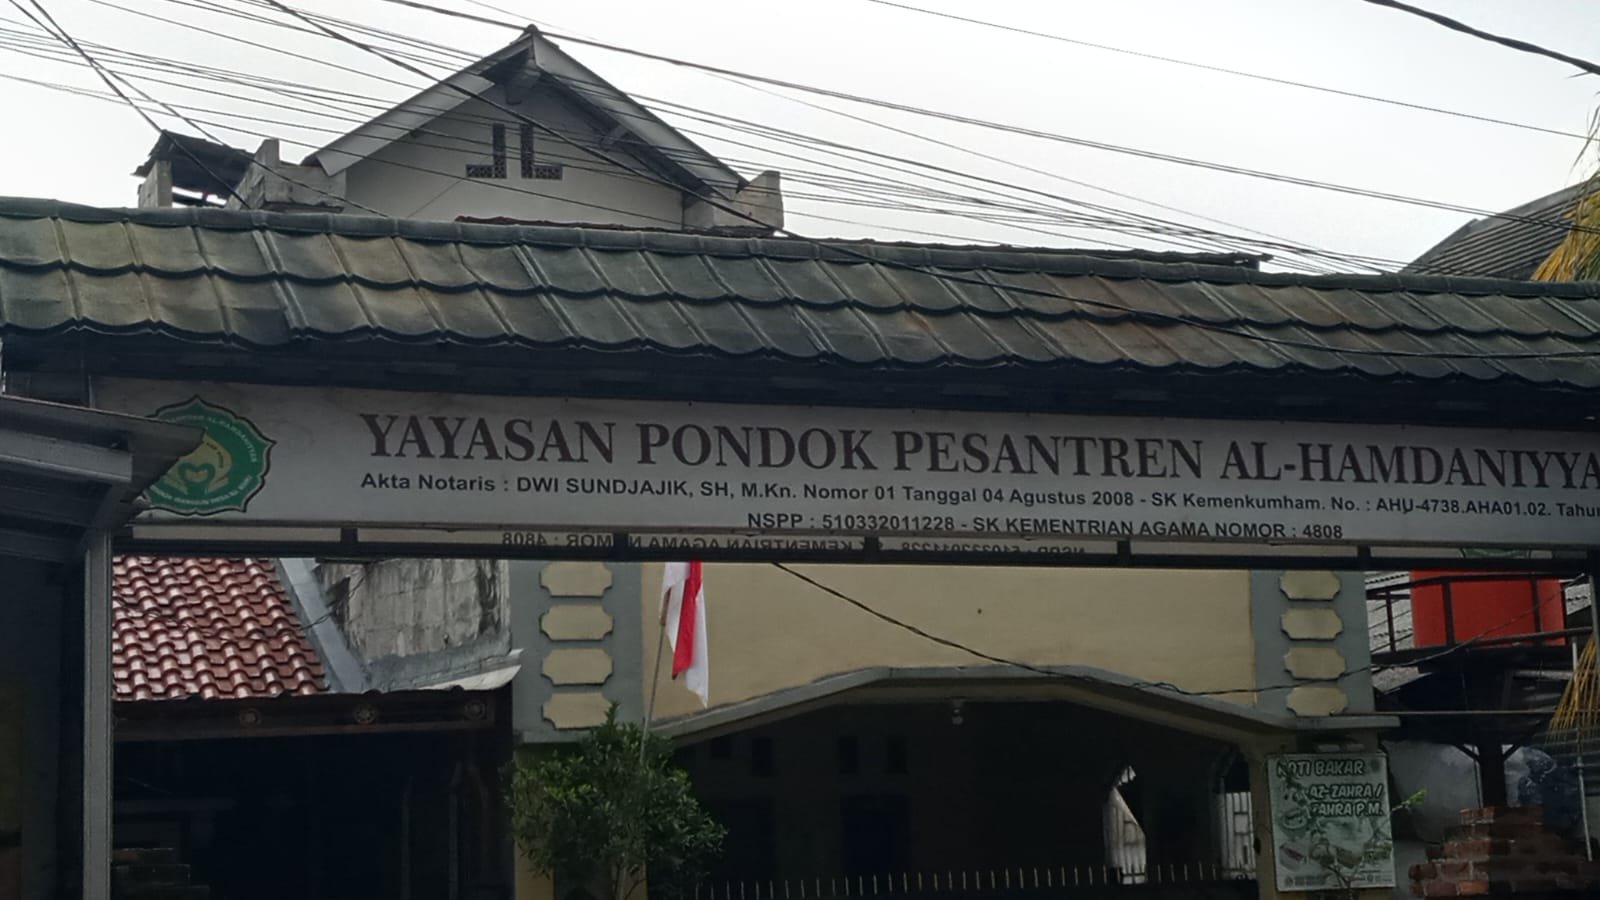 YAYASAN PONDOK PESANTREN AL-HAMDANIYYA
Akta Notaris : DWI SUNDJAJIK, SH, M.Kn. Nomor 01 Tanggal 04 Agustus 2008 - SK Kemenkumham. No. : AHU-4738.AHA01.02. Tahun
NSPP : 510332011228 - SK KEMENTRIAN AGAMA NOMOR : 4808
ROTI BAKAR
AZ-ZAHRA /
ZAHRA P.M.